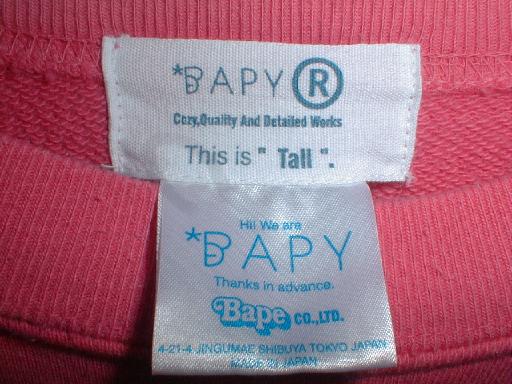 *BAPY®
Cozy,Quality And Detailed Works
This is " Tall ".
Hi! We are
*BAPY
Thanks in advance.
Bape CO.,LTD.
4-21-4 JINGUMAE SHIBUYA TOKYO JAPAN
MADE IN JAPAN